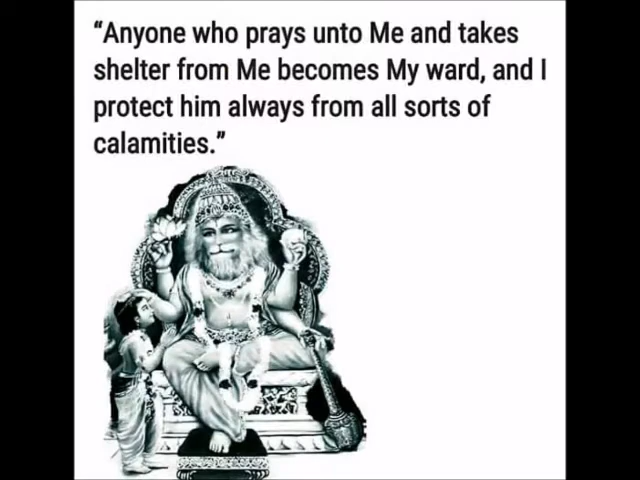 “Anyone who prays unto Me and takes
shelter from Me becomes My ward, and I
protect him always from all sorts of
calamities.”